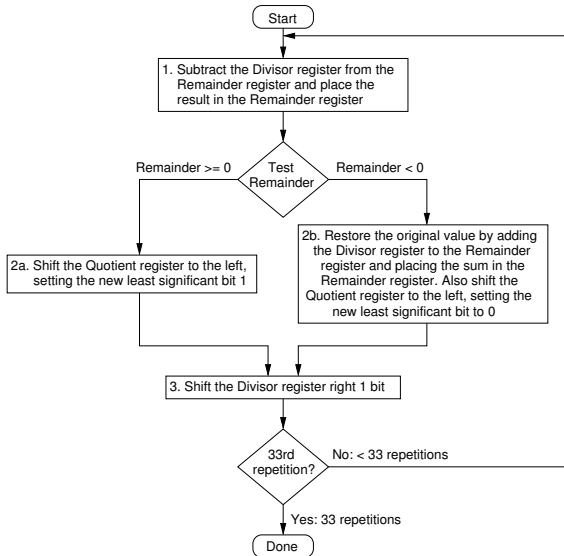 Start
1. Subtract the Divisor register from the
Remainder register and place the
result in the Remainder register
Remainder >= 0
Test
Remainder
Remainder < 0
2a. Shift the Quotient register to the left,
setting the new least significant bit 1
2b. Restore the original value by adding
the Divisor register to the Remainder
register and placing the sum in the
Remainder register. Also shift the
Quotient register to the left, setting the
new least significant bit to 0
3. Shift the Divisor register right 1 bit
33rd
repetition?
No: < 33 repetitions
Yes: 33 repetitions
Done